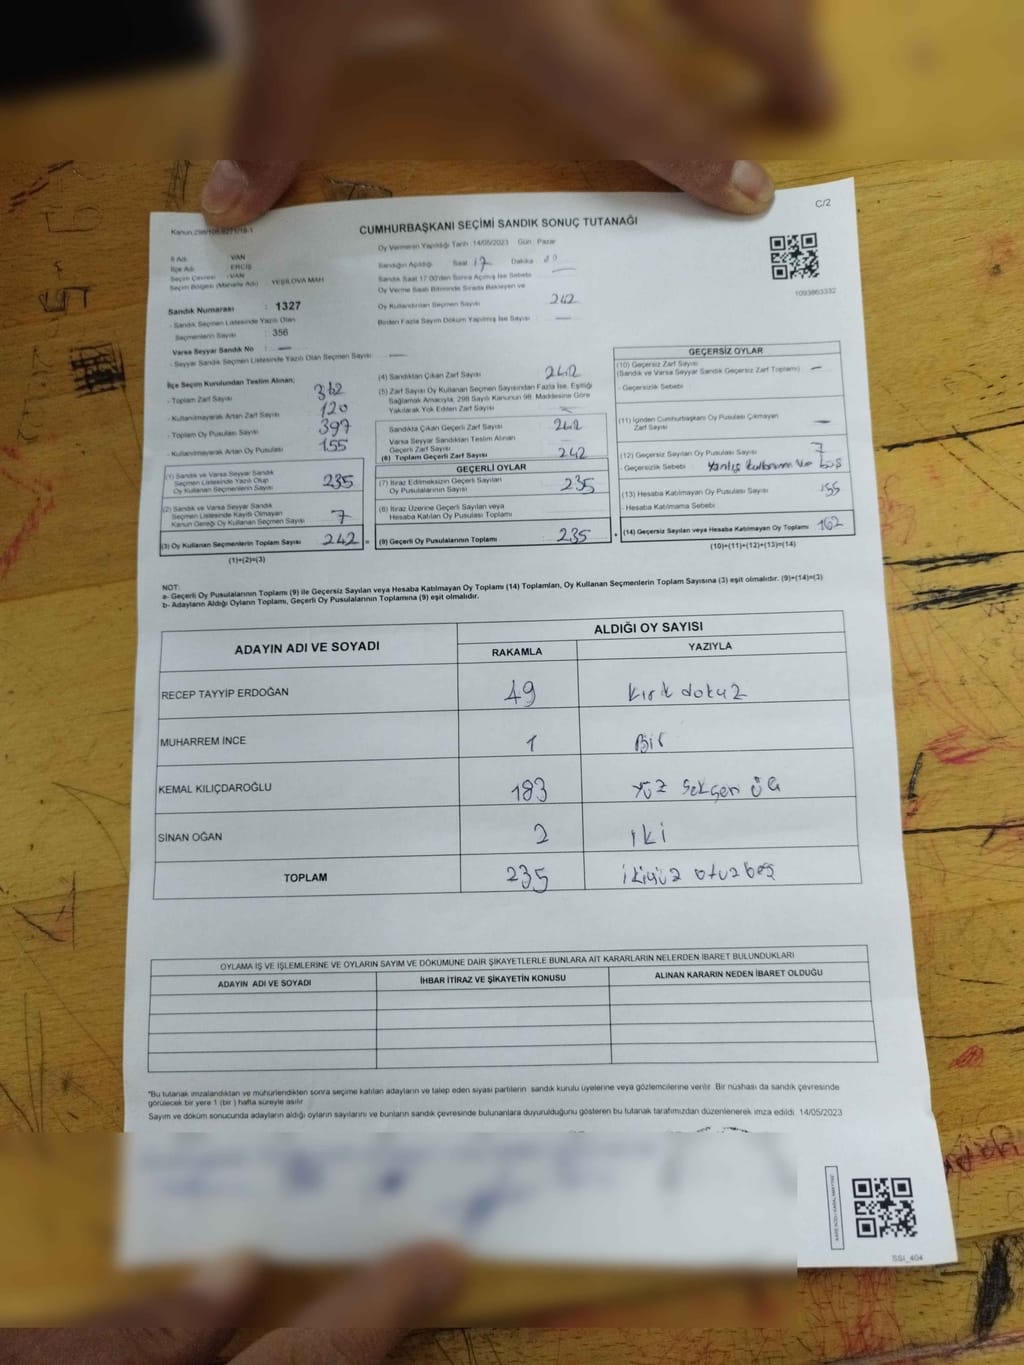 C/2
CUMHURBAŞKANI SEÇİMİ SANDIK SONUÇ TUTANAĞI
1093863332
İl Adı : VAN
İlçe Adı : ERCİŞ
Seçim Çevresi : VAN
Seçim Bölgesi (Mahalle Adı) : YEŞİLOVA MAH
Sandık Numarası : 1327
- Sandık Seçmen Listesinde Yazılı Olan
Seçmenlerin Sayısı : 356
Varsa Seyyar Sandık No : —
- Seyyar Sandık Seçmen Listesinde Yazılı Olan Seçmen Sayısı : —
Oy Vermenin Yapıldığı Tarih : 14/05/2023 Gün : Pazar
Sandığın Açıldığı Saat 17 Dakika
Sandık Saat 17:00'den Sonra Açılmış İse Sebebi
Oy Verme Saati Bitiminde Sırada Bekleyen ve
Oy Kullandırılan Seçmen Sayısı 242
Birden Fazla Sayım Döküm Yapılmış İse Sayısı : —
İlçe Seçim Kurulundan Teslim Alınan;
- Toplam Zarf Sayısı : 362
- Kullanılmayarak Artan Zarf Sayısı : 120
- Toplam Oy Pusulası Sayısı : 397
- Kullanılmayarak Artan Oy Pusulası : 155
(1) Sandık ve Varsa Seyyar Sandık
Seçmen Listesinde Yazılı Olup
Oy Kullanan Seçmenlerin Sayısı : 235
(2) Sandık ve Varsa Seyyar Sandık
Seçmen Listesinde Kayıtlı Olmayan
Kanun Gereği Oy Kullanan Seçmen Sayısı : 7
(3) Oy Kullanan Seçmenlerin Toplam Sayısı : 242 =
(1)+(2)=(3)
(4) Sandıktan Çıkan Zarf Sayısı : 242
(5) Zarf Sayısı Oy Kullanan Seçmen Sayısından Fazla İse, Eşitliği
Sağlamak Amacıyla, 298 Sayılı Kanunun 98. Maddesine Göre
Yakılarak Yok Edilen Zarf Sayısı :
Sandıkta Çıkan Geçerli Zarf Sayısı : 242
Varsa Seyyar Sandıktan Teslim Alınan
Geçerli Zarf Sayısı
(6) Toplam Geçerli Zarf Sayısı : 242
GEÇERLİ OYLAR
(7) İtiraz Edilmeksizin Geçerli Sayılan
Oy Pusulalarının Sayısı : 235
(8) İtiraz Üzerine Geçerli Sayılan veya
Hesaba Katılan Oy Pusulası Toplamı :
(9) Geçerli Oy Pusulalarının Toplamı : 235 +
GEÇERSİZ OYLAR
(10) Geçersiz Zarf Sayısı
(Sandık ve Varsa Seyyar Sandık Geçersiz Zarf Toplamı) : —
- Geçersizlik Sebebi :
(11) İçinden Cumhurbaşkanı Oy Pusulası Çıkmayan
Zarf Sayısı : —
(12) Geçersiz Sayılan Oy Pusulası Sayısı : 7
- Geçersizlik Sebebi : Yanlış kullanım ve boş
(13) Hesaba Katılmayan Oy Pusulası Sayısı : 155
- Hesaba Katılmama Sebebi :
(14) Geçersiz Sayılan veya Hesaba Katılmayan Oy Toplamı : 162
(10)+(11)+(12)+(13)=(14)
NOT:
a- Geçerli Oy Pusulalarının Toplamı (9) ile Geçersiz Sayılan veya Hesaba Katılmayan Oy Toplamı (14) Toplamları, Oy Kullanan Seçmenlerin Toplam Sayısına (3) eşit olmalıdır. (9)+(14)=(3)
b- Adayların Aldığı Oyların Toplamı, Geçerli Oy Pusulalarının Toplamına (9) eşit olmalıdır.
ADAYIN ADI VE SOYADI ALDIĞI OY SAYISI
RAKAMLA YAZIYLA
RECEP TAYYİP ERDOĞAN 49 kırk dokuz
MUHARREM İNCE 1 Bir
KEMAL KILIÇDAROĞLU 183 yüz seksen üç
SİNAN OĞAN 2 iki
TOPLAM 235 ikiyüz otuzbeş
OYLAMA İŞ VE İŞLEMLERİNE VE OYLARIN SAYIM VE DÖKÜMÜNE DAİR ŞİKAYETLERLE BUNLARA AİT KARARLARIN NELERDEN İBARET BULUNDUKLARI
ADAYIN ADI VE SOYADI İHBAR İTİRAZ VE ŞİKAYETİN KONUSU ALINAN KARARIN NEDEN İBARET OLDUĞU
*Bu tutanak imzalandıktan ve mühürlendikten sonra seçime katılan adayların ve talep eden siyasi partilerin sandık kurulu üyelerine veya gözlemcilerine verilir. Bir nüshası da sandık çevresinde
görülecek bir yere 1 (bir) hafta süreyle asılır.
Sayım ve döküm sonucunda adayların aldığı oyların sayılarını ve bunların sandık çevresinde bulunanlara duyurulduğunu gösteren bu tutanak tarafımızdan düzenlenerek imza edildi. 14/05/2023
SSI_404